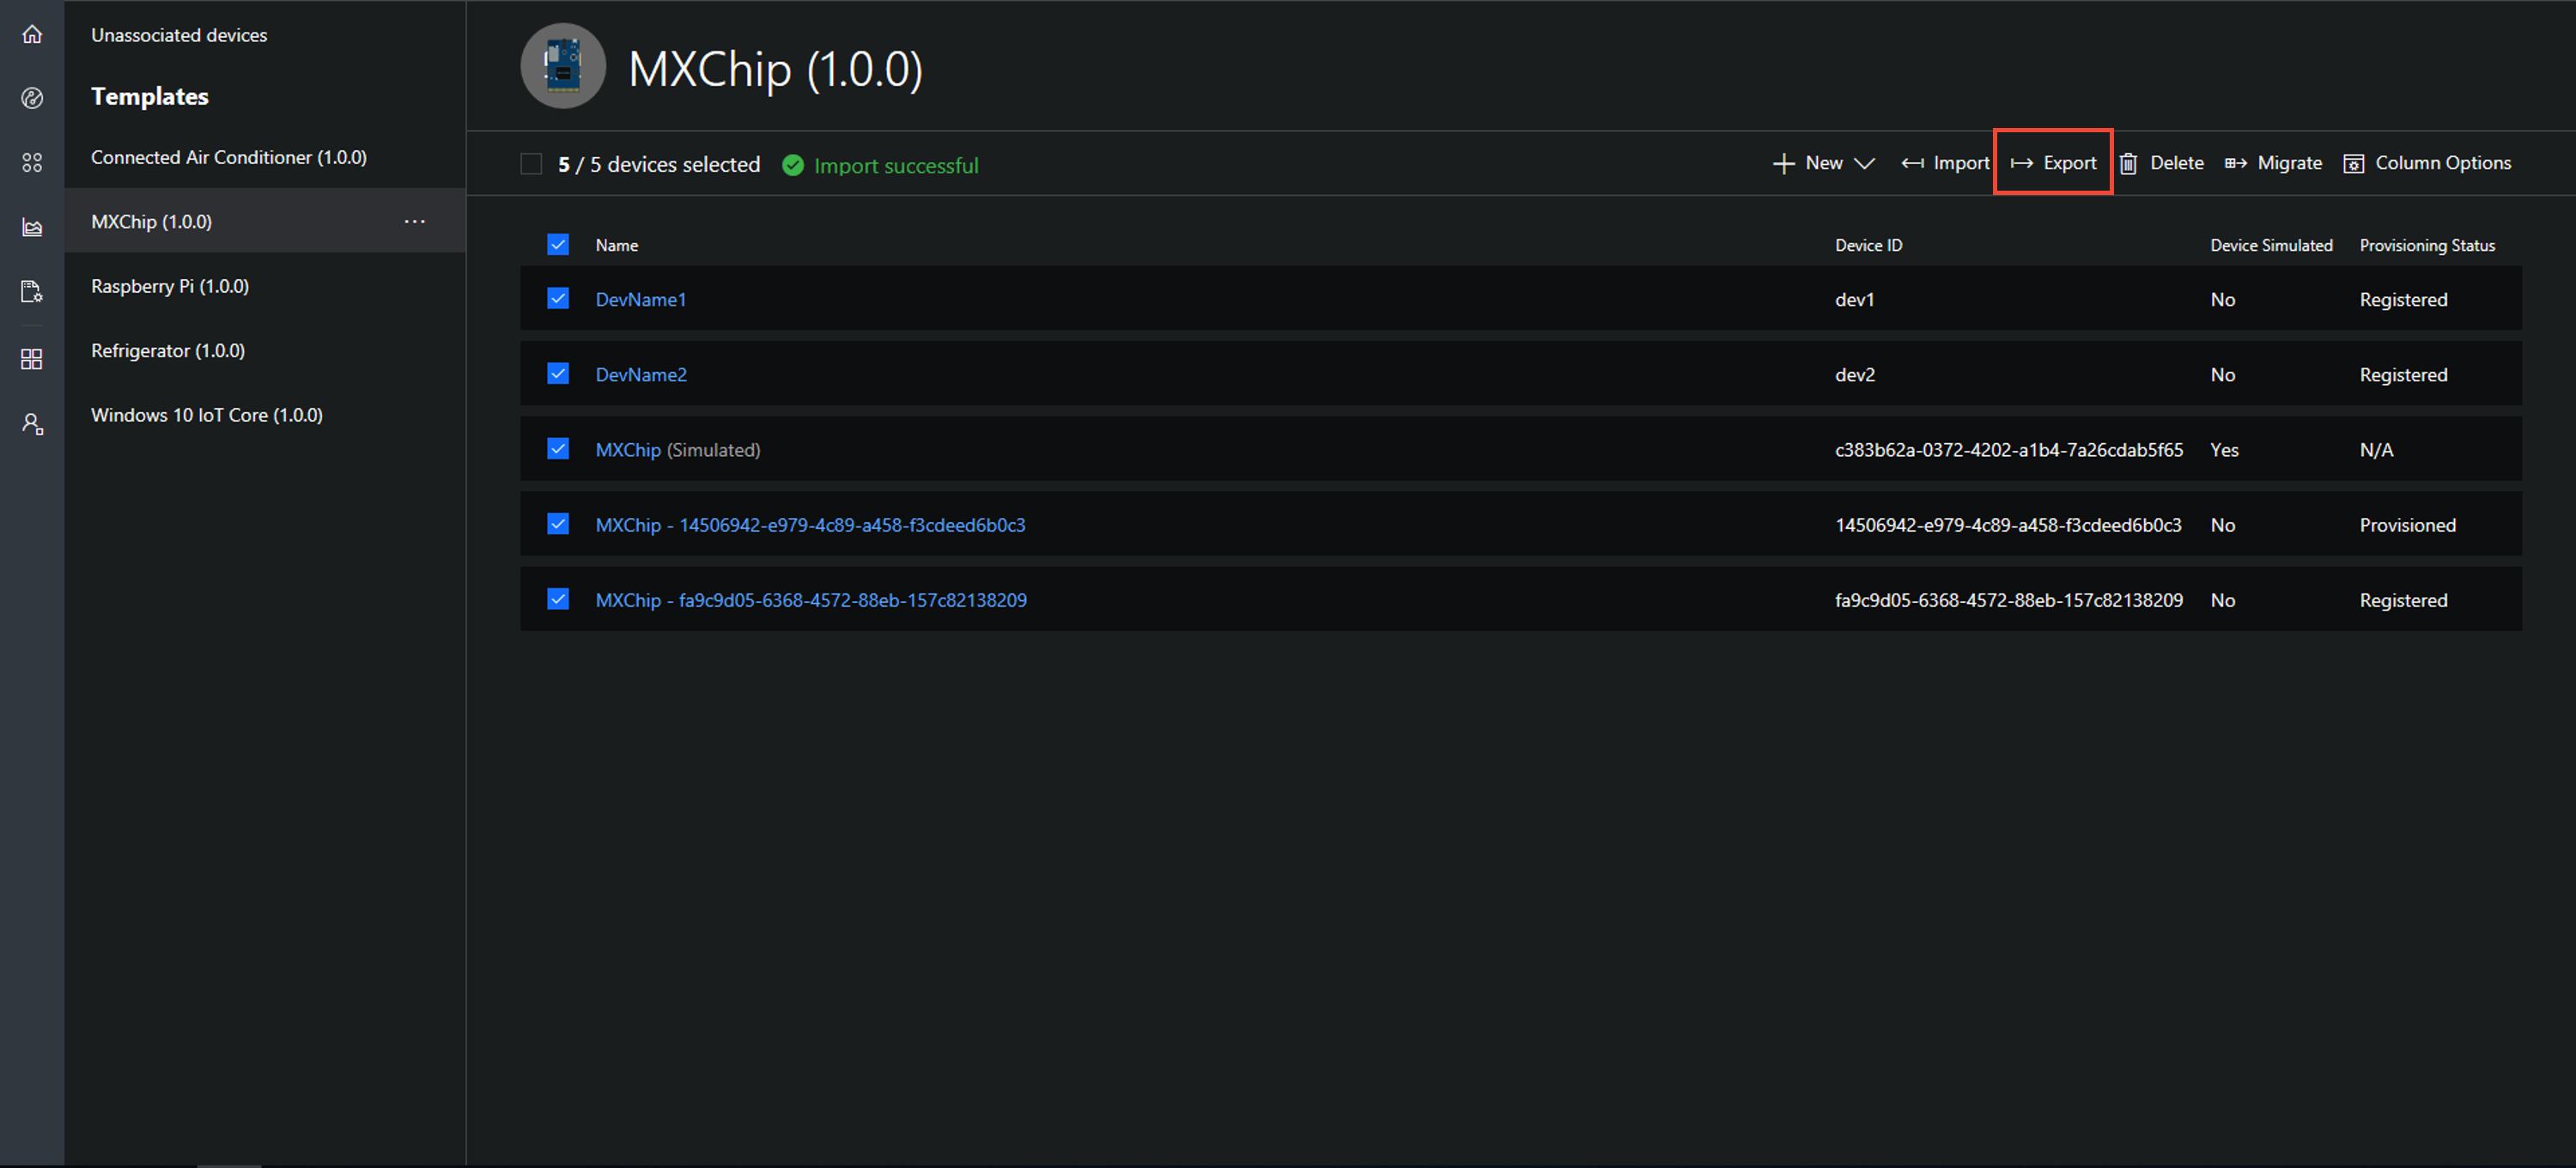 Unassociated devices
Templates
Connected Air Conditioner (1.0.0)
MXChip (1.0.0)
Raspberry Pi (1.0.0)
Refrigerator (1.0.0)
Windows 10 IoT Core (1.0.0)
MXChip (1.0.0)
5 / 5 devices selected Import successful New Import Export Delete Migrate Column Options
Name Device ID Device Simulated Provisioning Status
DevName1 dev1 No Registered
DevName2 dev2 No Registered
MXChip (Simulated) c383b62a-0372-4202-a1b4-7a26cdab5f65 Yes N/A
MXChip - 14506942-e979-4c89-a458-f3cdeed6b0c3 14506942-e979-4c89-a458-f3cdeed6b0c3 No Provisioned
MXChip - fa9c9d05-6368-4572-88eb-157c82138209 fa9c9d05-6368-4572-88eb-157c82138209 No Registered